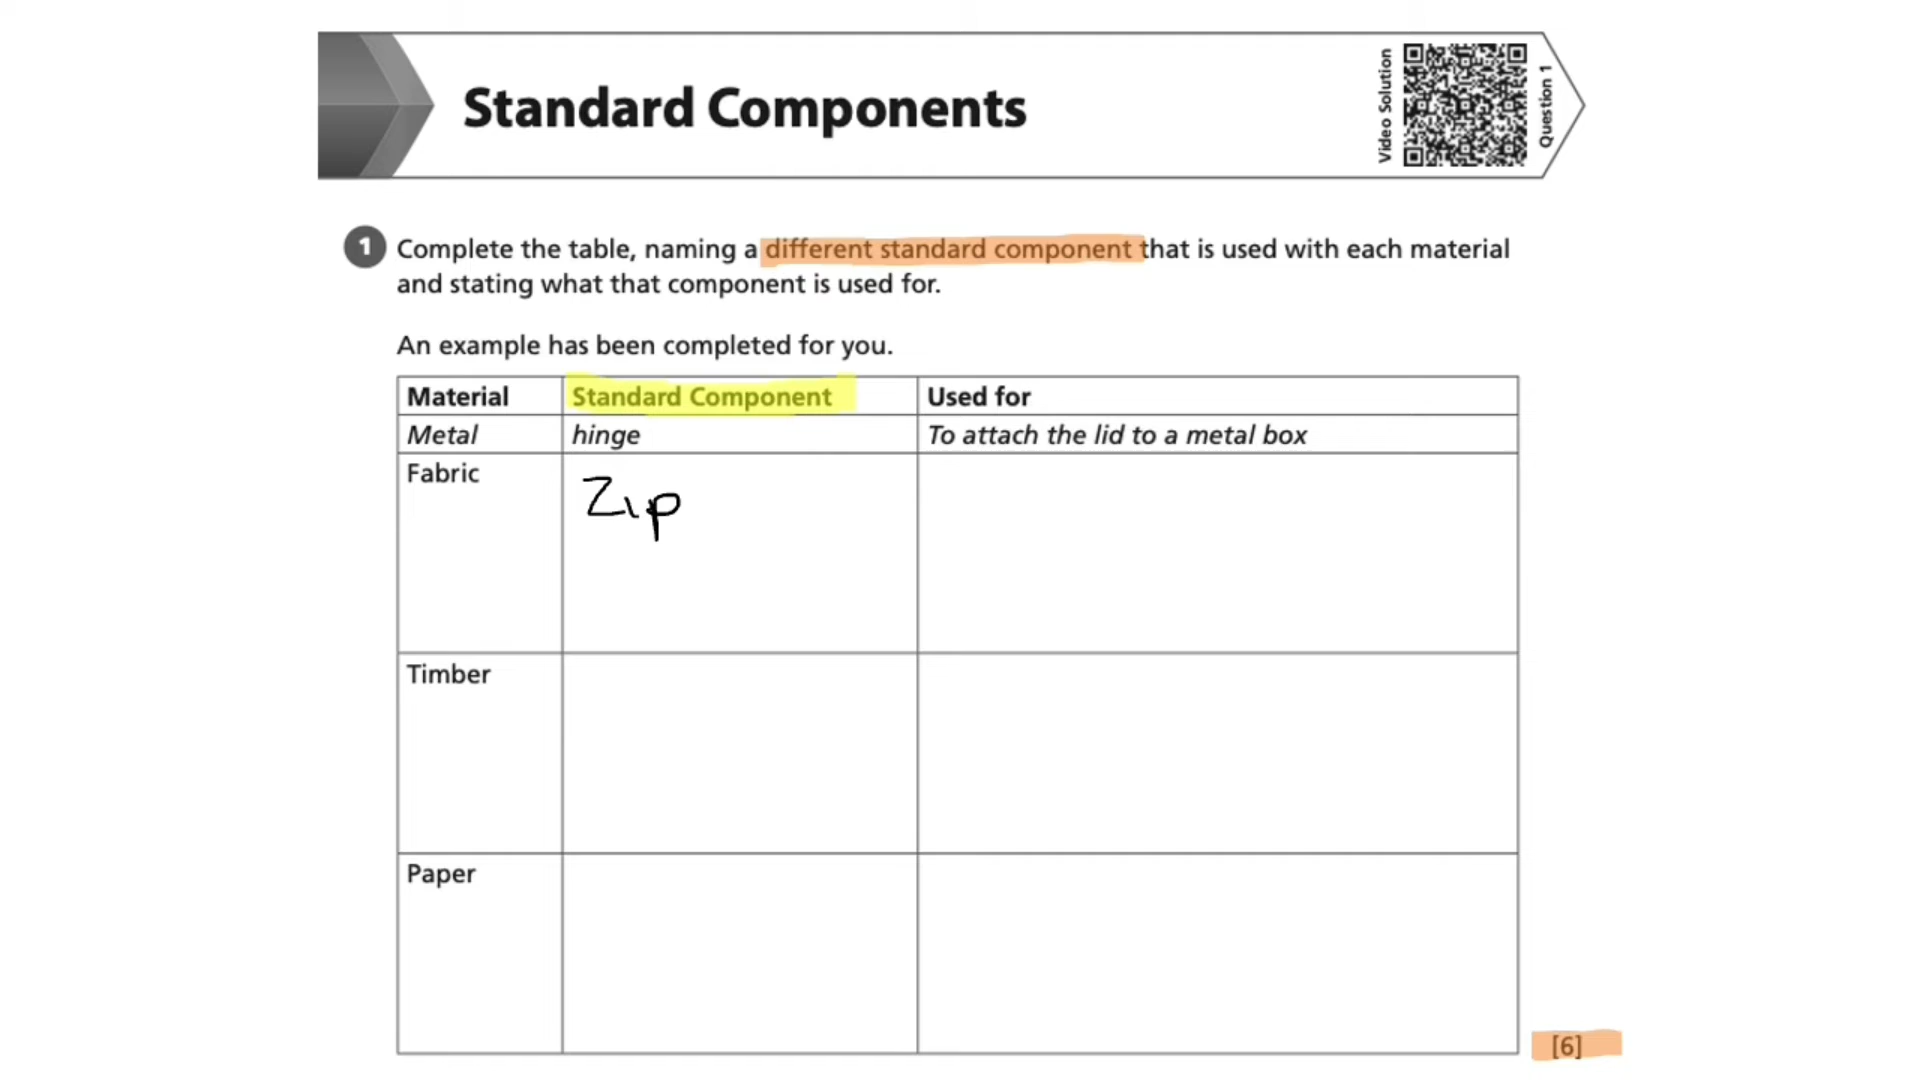 Standard Components
Video Solution
Question 1
1 Complete the table, naming a different standard component that is used with each material
and stating what that component is used for.
An example has been completed for you.
Material Standard Component Used for
Metal hinge To attach the lid to a metal box
Fabric Zip
Timber
Paper
[6]